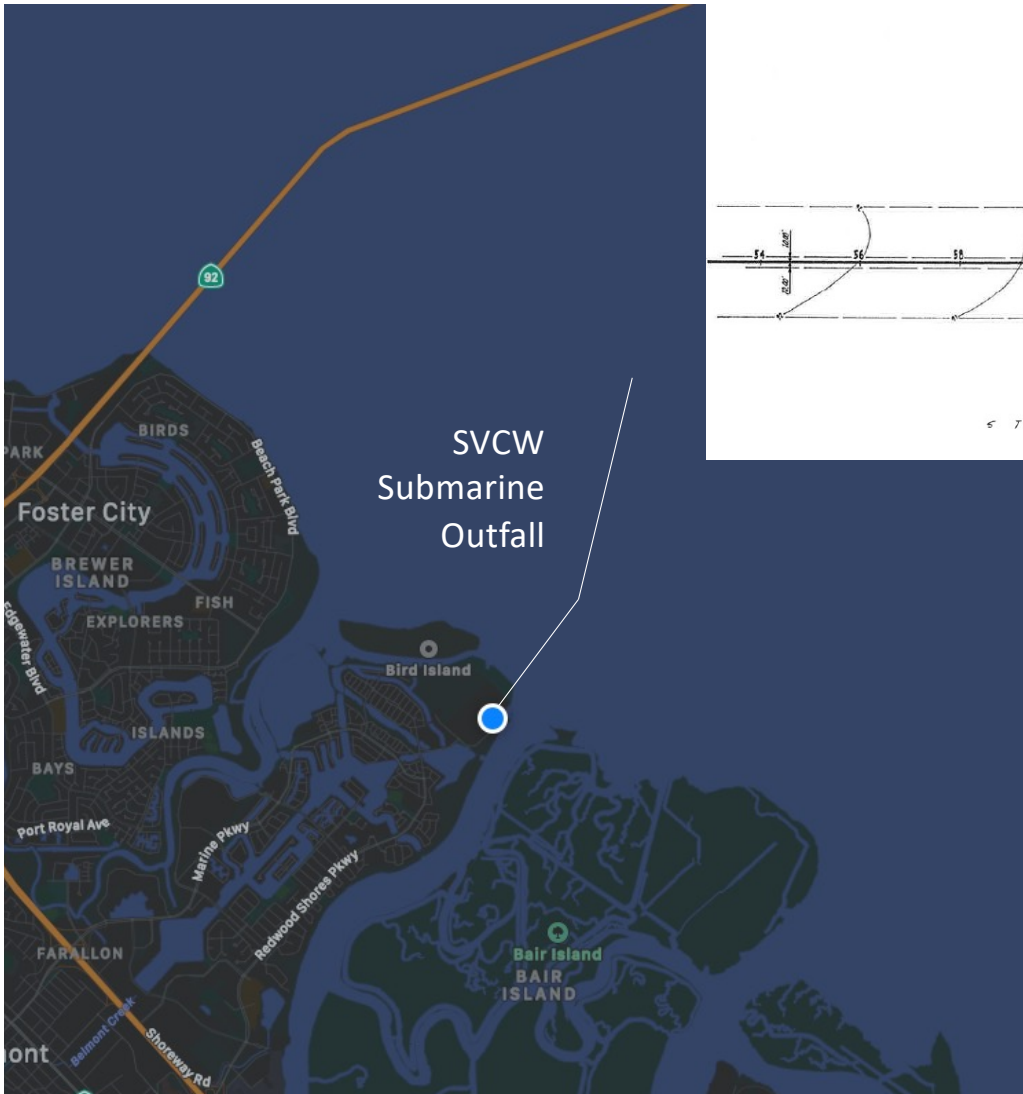 92
BIRDS
PARK
Beach Park Blvd
Foster City
BREWER
ISLAND
FISH
EXPLORERS
Edgewater Blvd
SVCW
Submarine
Outfall
Bird Island
ISLANDS
BAYS
Port Royal Ave
Marine Pkwy
Redwood Shores Pkwy
FARALLON
Bair Island
BAIR
ISLAND
Belmont Creek
Shoreway Rd
ont
54
56
58
S T